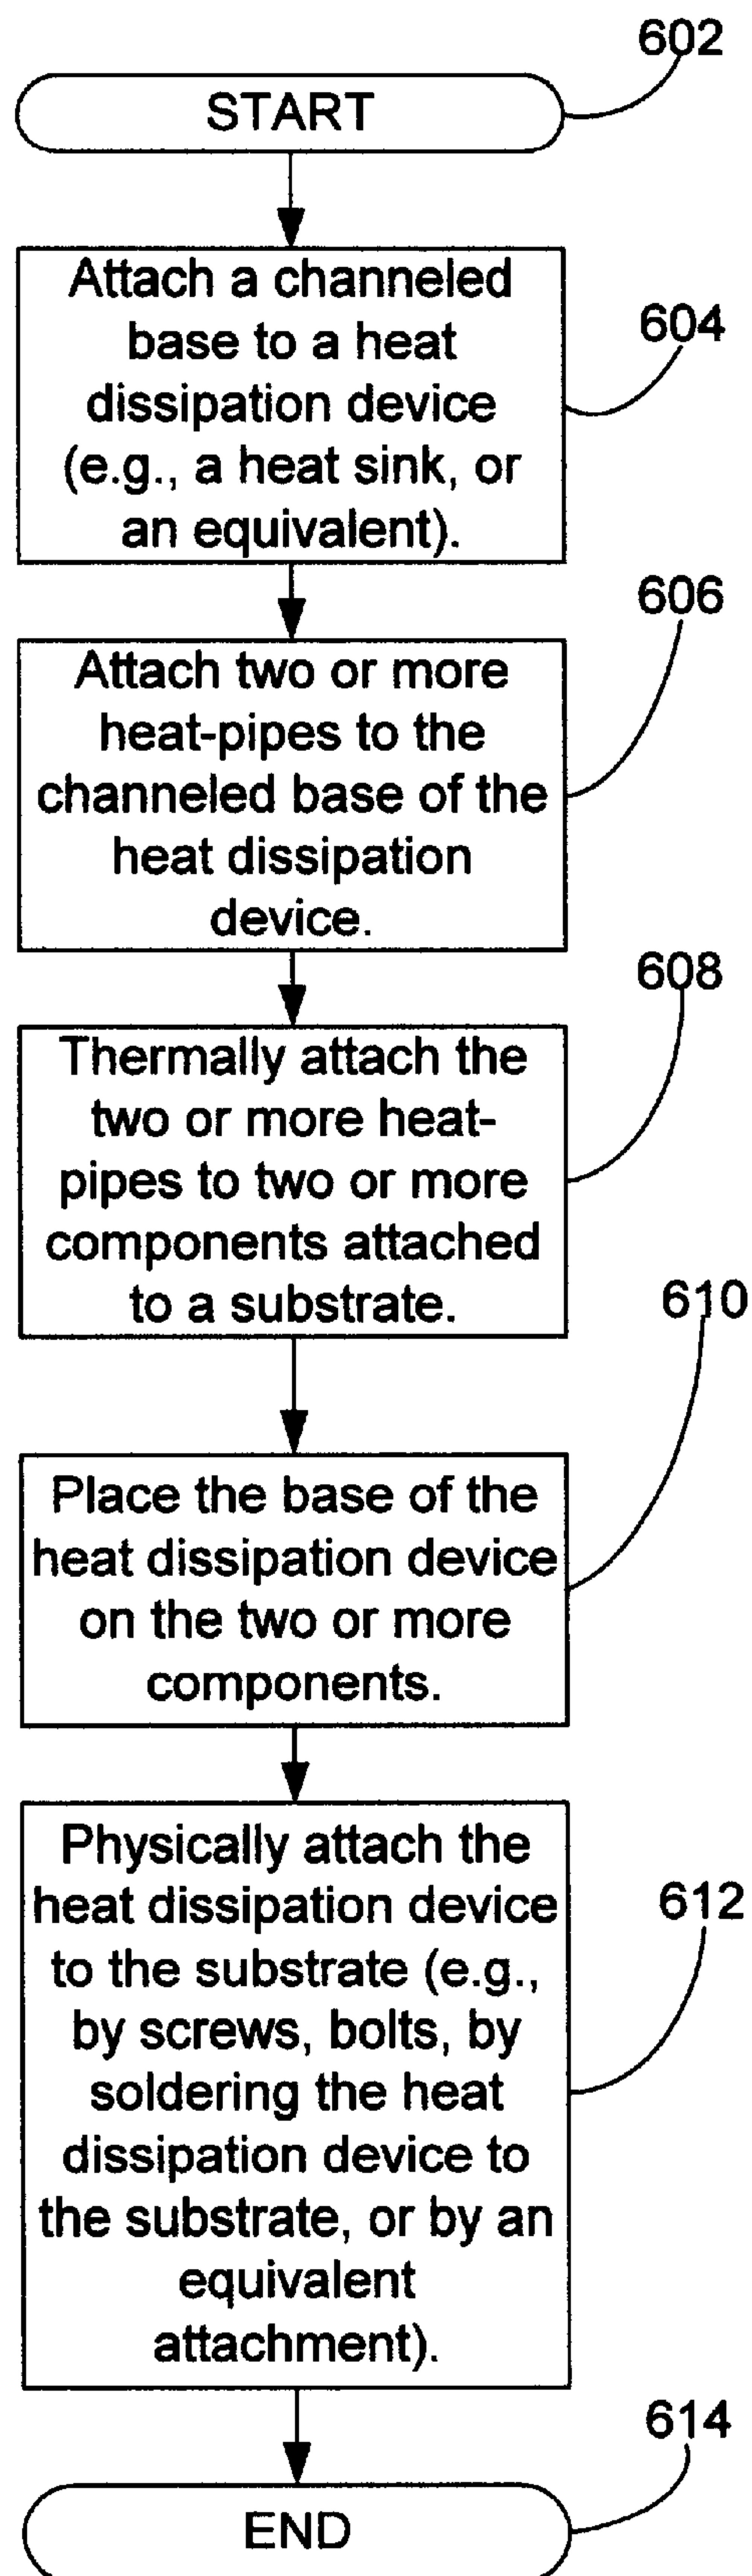 602
START
Attach a channeled
base to a heat
dissipation device
(e.g., a heat sink, or
an equivalent).
604
Attach two or more
heat-pipes to the
channeled base of the
heat dissipation
device.
606
Thermally attach the
two or more heat-
pipes to two or more
components attached
to a substrate.
608
Place the base of the
heat dissipation device
on the two or more
components.
610
Physically attach the
heat dissipation device
to the substrate (e.g.,
by screws, bolts, by
soldering the heat
dissipation device to
the substrate, or by an
equivalent
attachment).
612
614
END